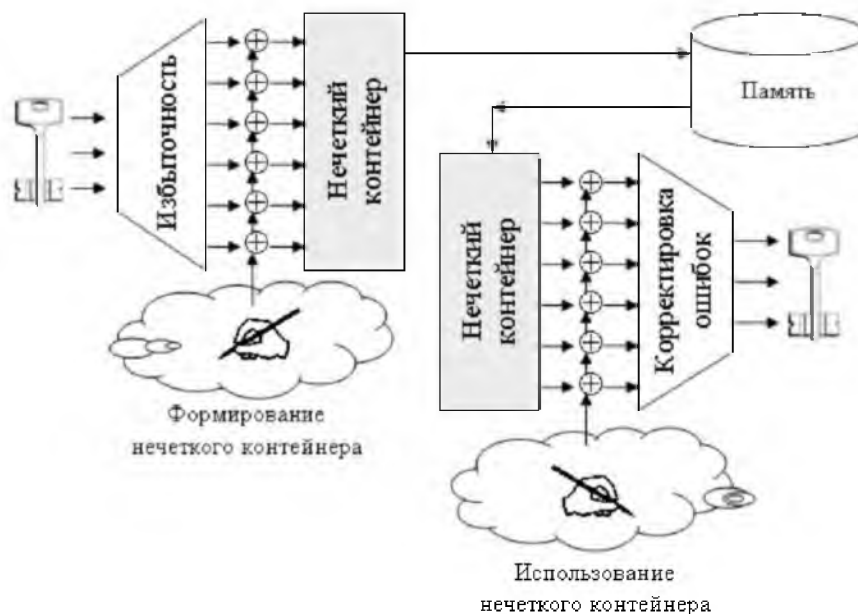 Избыточность
Нечеткий
контейнер
Память
Нечеткий
контейнер
Корректировка
ошибок
Формирование
нечеткого контейнера
Использование
нечеткого контейнера